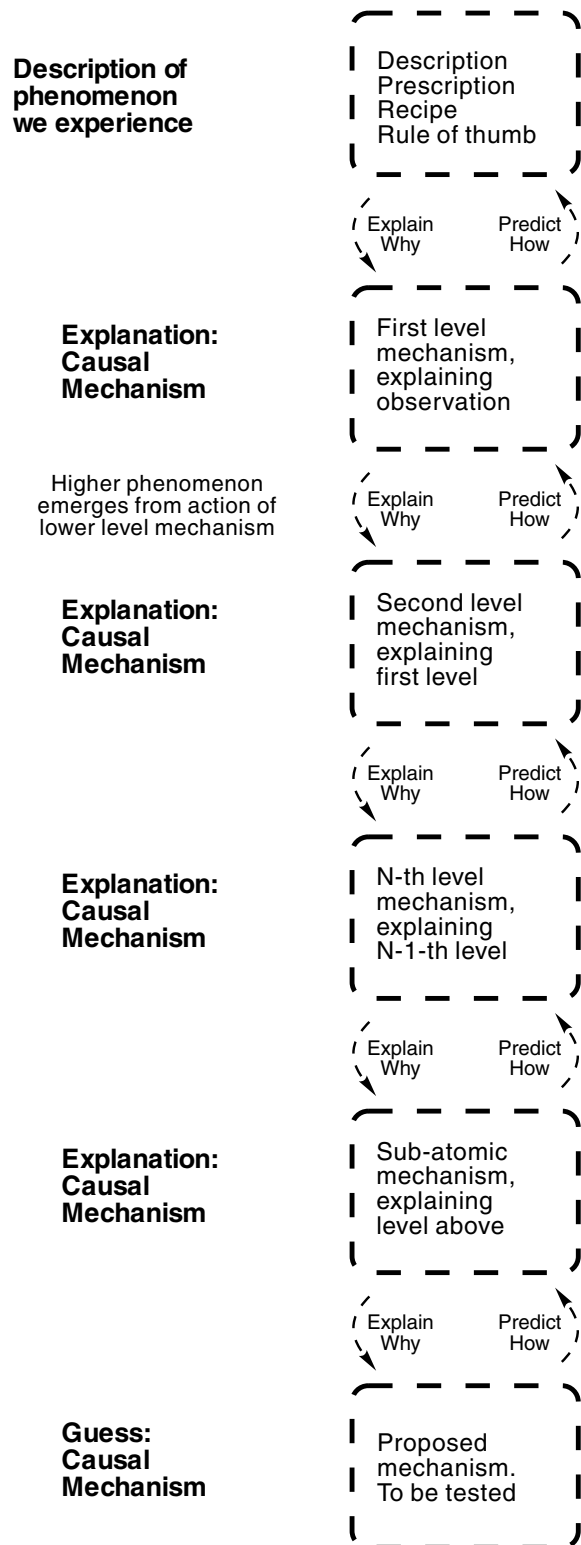 Description of
phenomenon
we experience
Description
Prescription
Recipe
Rule of thumb
Explain
Why
Predict
How
Explanation:
Causal
Mechanism
First level
mechanism,
explaining
observation
Higher phenomenon
emerges from action of
lower level mechanism
Explain
Why
Predict
How
Explanation:
Causal
Mechanism
Second level
mechanism,
explaining
first level
Explain
Why
Predict
How
Explanation:
Causal
Mechanism
N-th level
mechanism,
explaining
N-1-th level
Explain
Why
Predict
How
Explanation:
Causal
Mechanism
Sub-atomic
mechanism,
explaining
level above
Explain
Why
Predict
How
Guess:
Causal
Mechanism
Proposed
mechanism.
To be tested